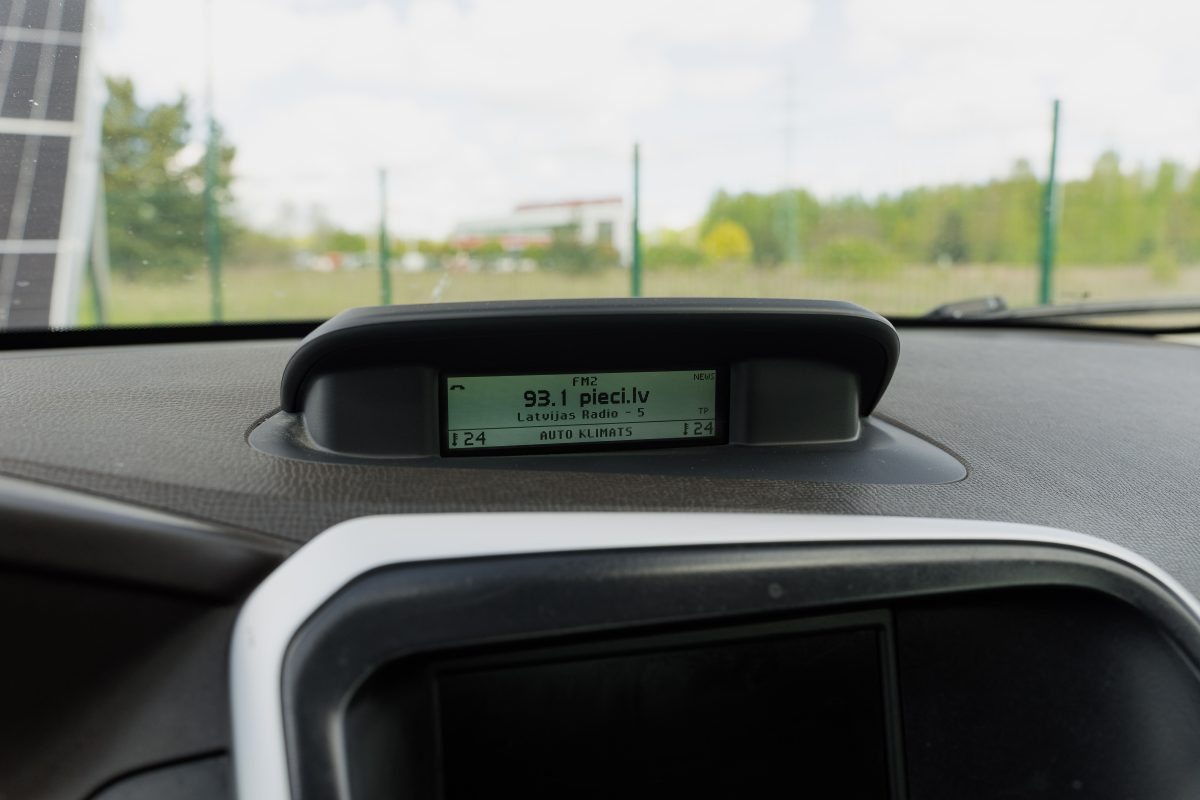 FM2
NEWS
93.1 pieci.lv
Latvijas Radio - 5
TP
24 AUTO KLIMATS 24